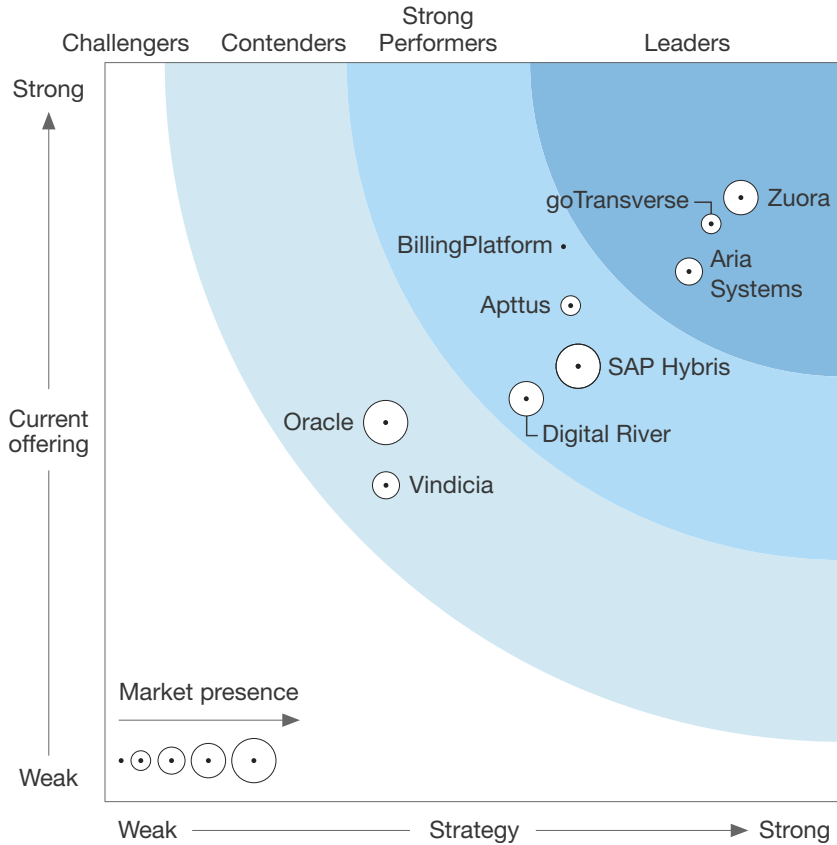 Challengers
Contenders
Strong
Performers
Leaders
Strong
Zuora
goTransverse
BillingPlatform
Aria
Systems
Apttus
SAP Hybris
Current
offering
Oracle
Digital River
Vindicia
Market presence
Weak
Weak
Strategy
Strong